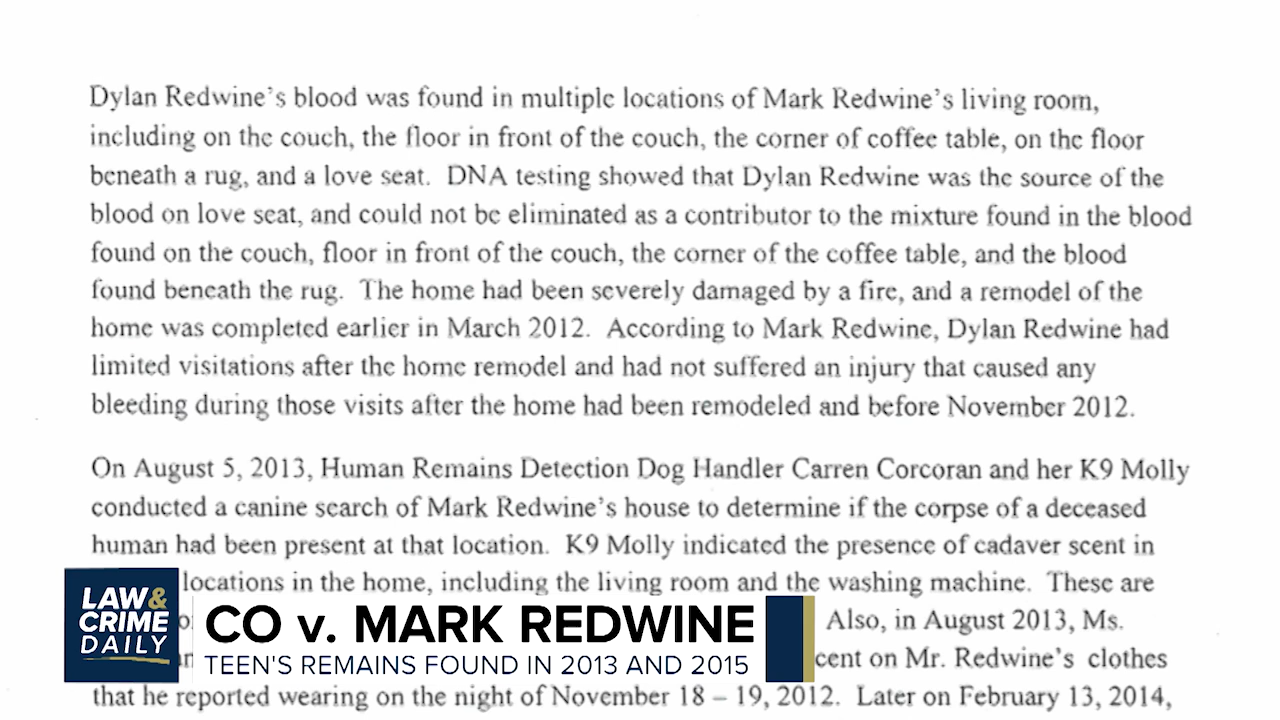 Dylan Redwine's blood was found in multiple locations of Mark Redwine's living room,
including on the couch, the floor in front of the couch, the corner of coffee table, on the floor
beneath a rug, and a love seat.  DNA testing showed that Dylan Redwine was the source of the
blood on love seat, and could not be eliminated as a contributor to the mixture found in the blood
found on the couch, floor in front of the couch, the corner of the coffee table, and the blood
found beneath the rug.  The home had been severely damaged by a fire, and a remodel of the
home was completed earlier in March 2012.  According to Mark Redwine, Dylan Redwine had
limited visitations after the home remodel and had not suffered an injury that caused any
bleeding during those visits after the home had been remodeled and before November 2012.
On August 5, 2013, Human Remains Detection Dog Handler Carren Corcoran and her K9 Molly
conducted a canine search of Mark Redwine's house to determine if the corpse of a deceased
human had been present at that location.  K9 Molly indicated the presence of cadaver scent in
locations in the home, including the living room and the washing machine.  These are
Also, in August 2013, Ms.
cent on Mr. Redwine's clothes
that he reported wearing on the night of November 18 – 19, 2012.  Later on February 13, 2014,
LAW&
CRIME
DAILY
CO v. MARK REDWINE
TEEN'S REMAINS FOUND IN 2013 AND 2015